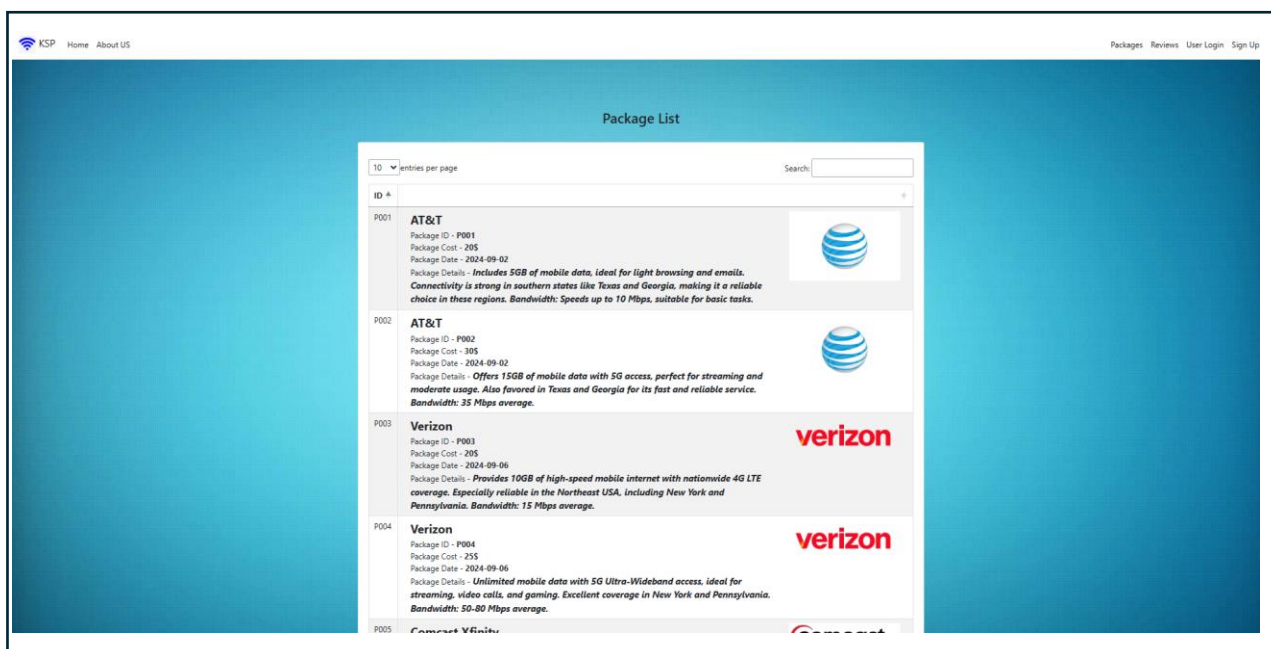 KSP Home About US Packages Reviews User Login Sign Up
Package List
10 entries per page Search:
ID
P001 AT&T
Package ID - P001
Package Cost - 20$
Package Date - 2024-09-02
Package Details - Includes 5GB of mobile data, ideal for light browsing and emails.
Connectivity is strong in southern states like Texas and Georgia, making it a reliable
choice in these regions. Bandwidth: Speeds up to 10 Mbps, suitable for basic tasks.
P002 AT&T
Package ID - P002
Package Cost - 30$
Package Date - 2024-09-02
Package Details - Offers 15GB of mobile data with 5G access, perfect for streaming and
moderate usage. Also favored in Texas and Georgia for its fast and reliable service.
Bandwidth: 35 Mbps average.
P003 Verizon verizon
Package ID - P003
Package Cost - 20$
Package Date - 2024-09-06
Package Details - Provides 10GB of high-speed mobile internet with nationwide 4G LTE
coverage. Especially reliable in the Northeast USA, including New York and
Pennsylvania. Bandwidth: 15 Mbps average.
P004 Verizon verizon
Package ID - P004
Package Cost - 25$
Package Date - 2024-09-06
Package Details - Unlimited mobile data with 5G Ultra-Wideband access, ideal for
streaming, video calls, and gaming. Excellent coverage in New York and Pennsylvania.
Bandwidth: 50-80 Mbps average.
P005 Comcast Xfinity Comcast